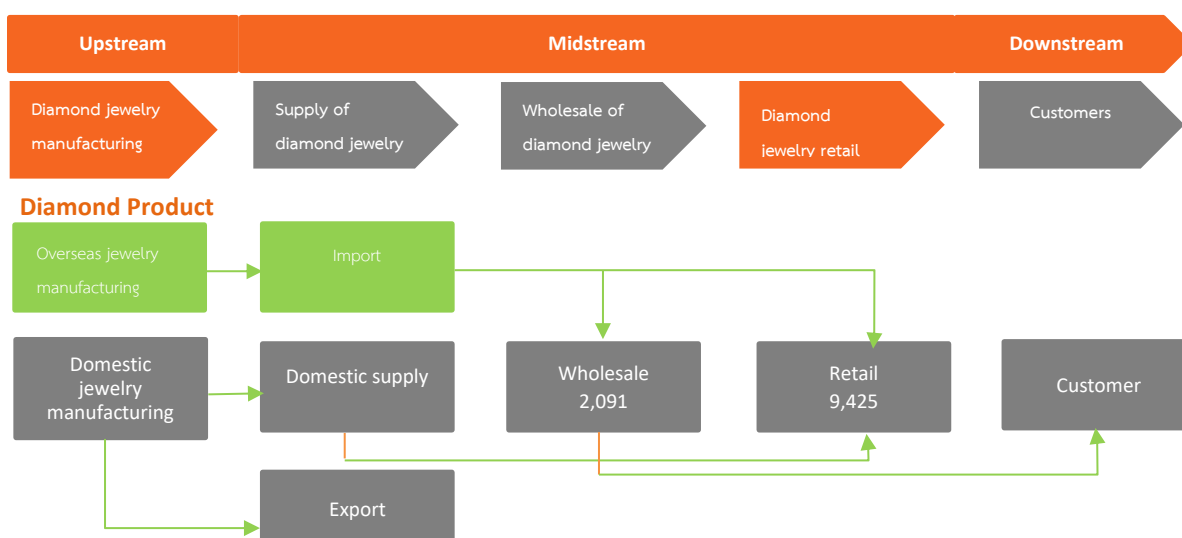 Upstream
Midstream
Downstream
Diamond jewelry
manufacturing
Supply of
diamond jewelry
Wholesale of
diamond jewelry
Diamond
jewelry retail
Customers
Diamond Product
Overseas jewelry
manufacturing
Import
Domestic
jewelry
manufacturing
Domestic supply
Wholesale
2,091
Retail
9,425
Customer
Export